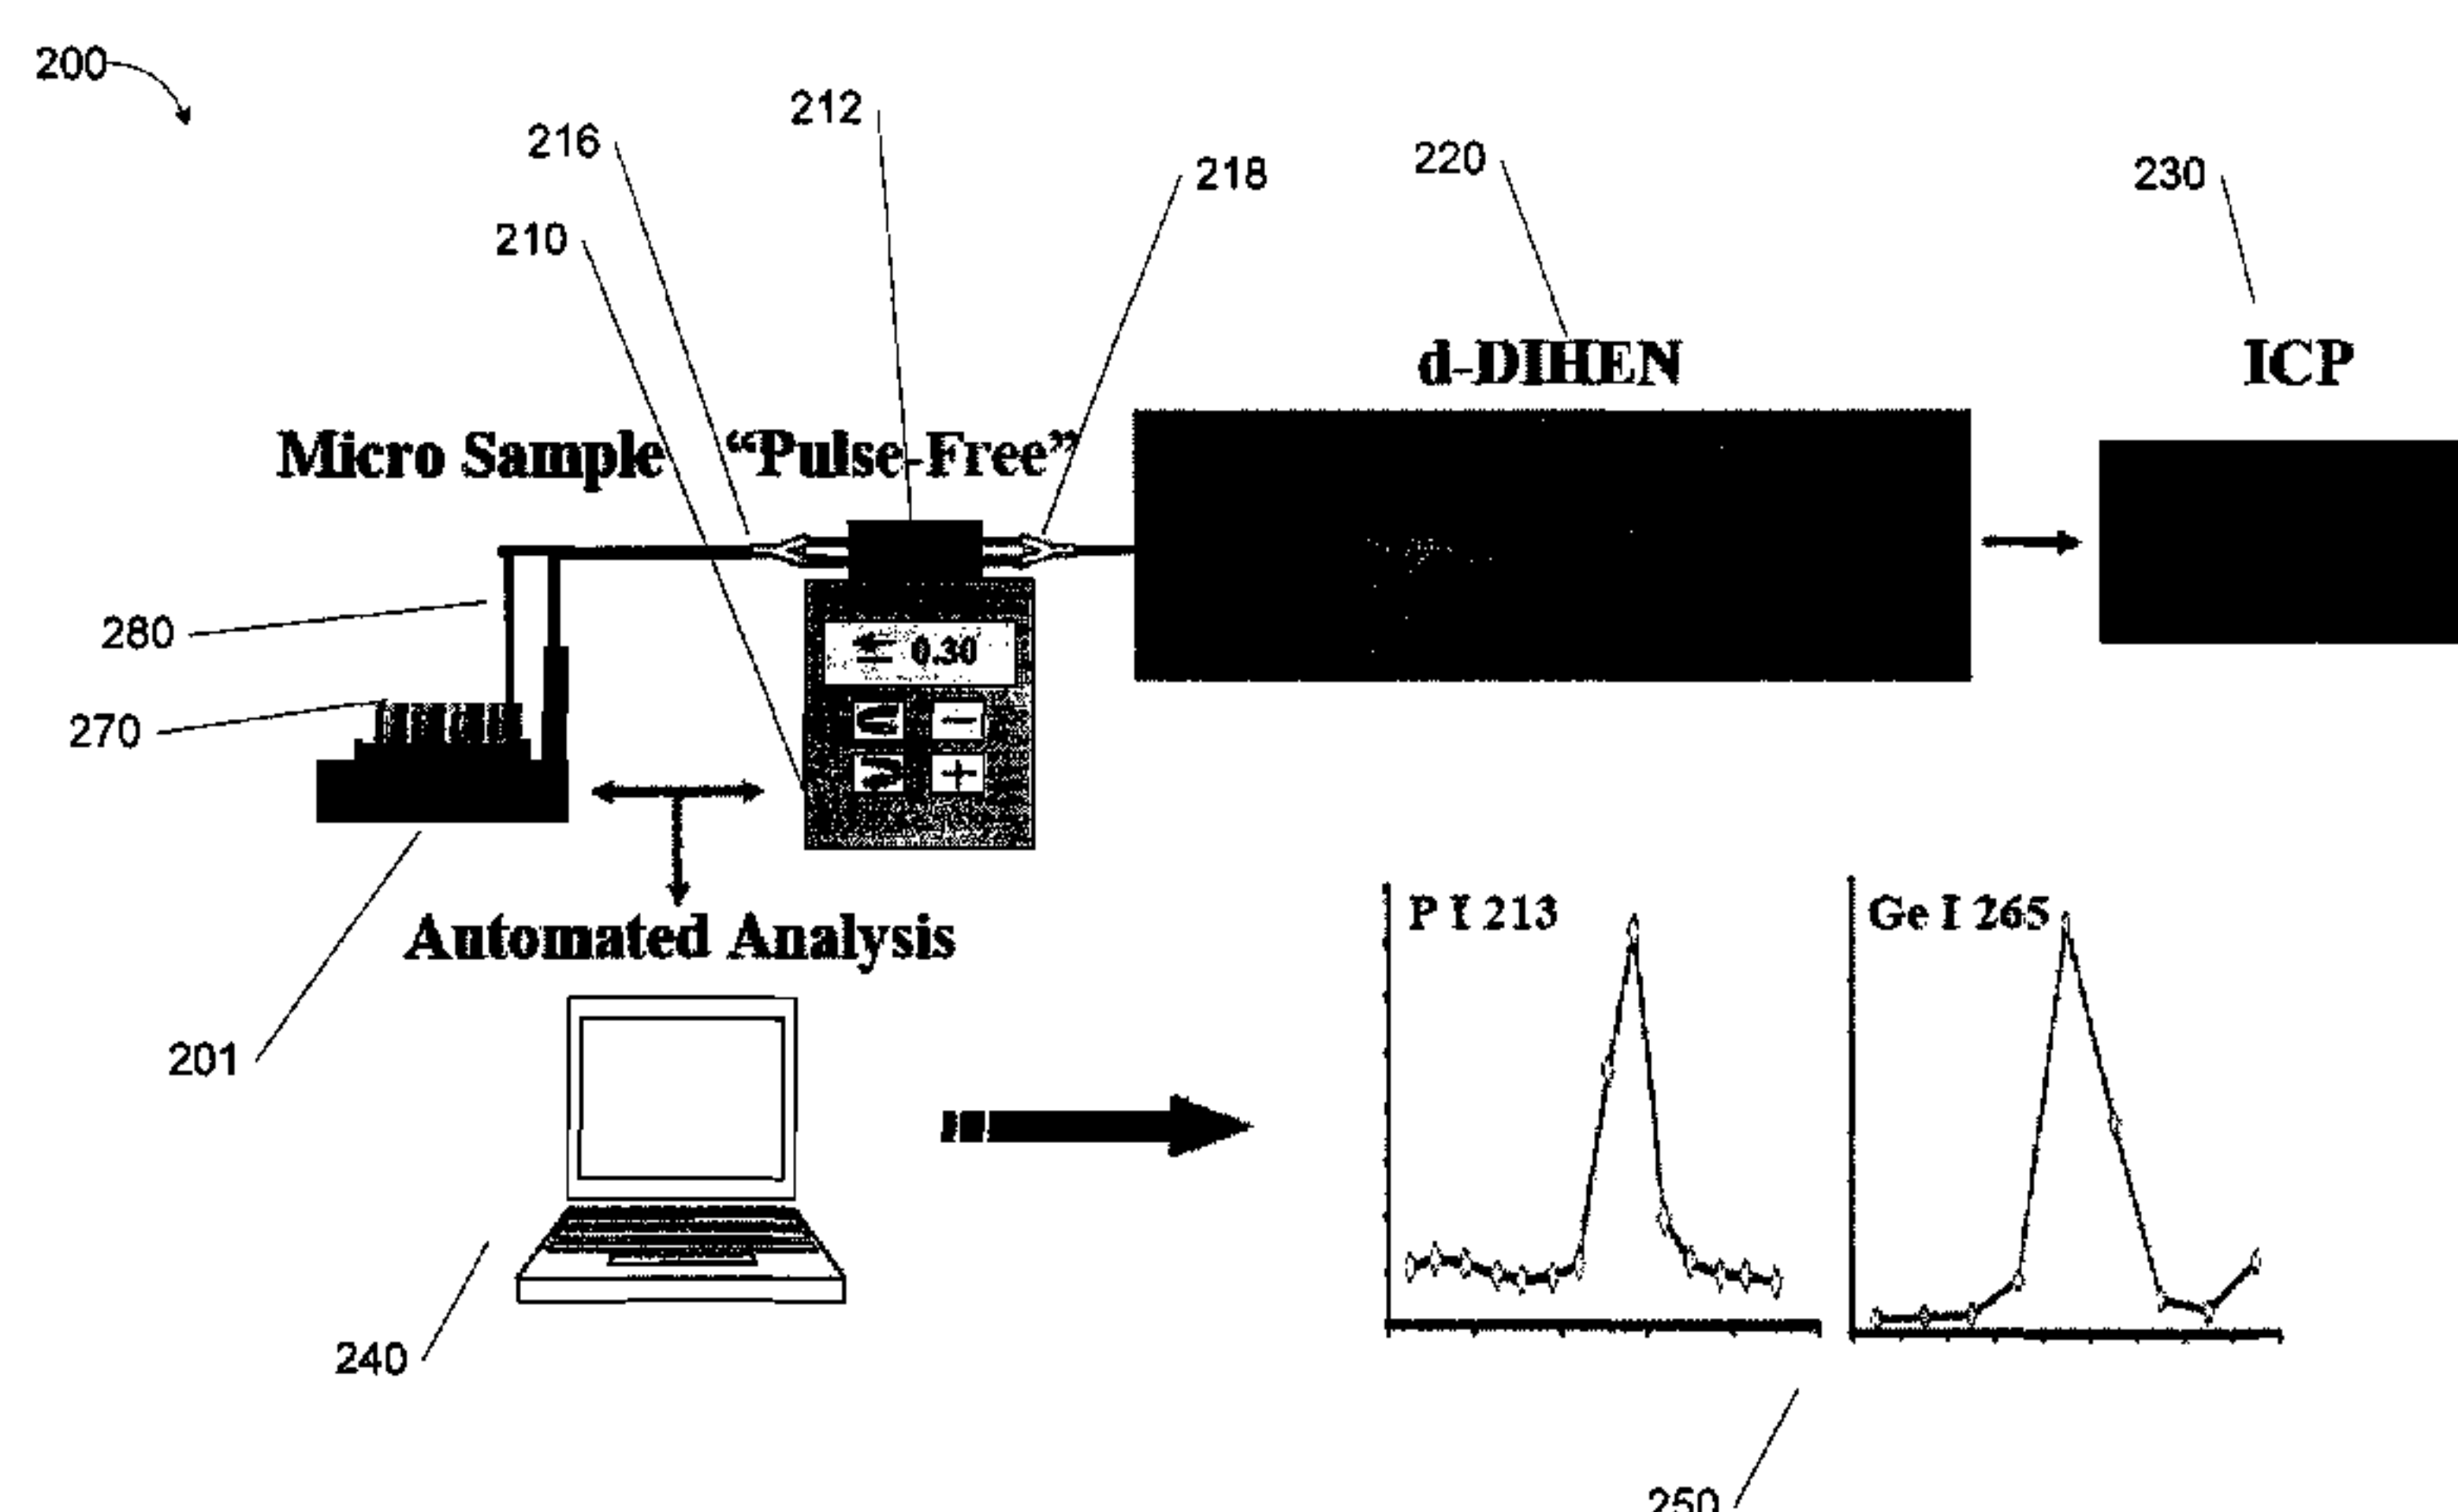 200
212
216
218
220
230
210
d-DIHEN
ICP
Micro Sample “Pulse-Free”
280
0.30
270
−
+
P I 213
Ge I 265
Automated Analysis
201
240
250